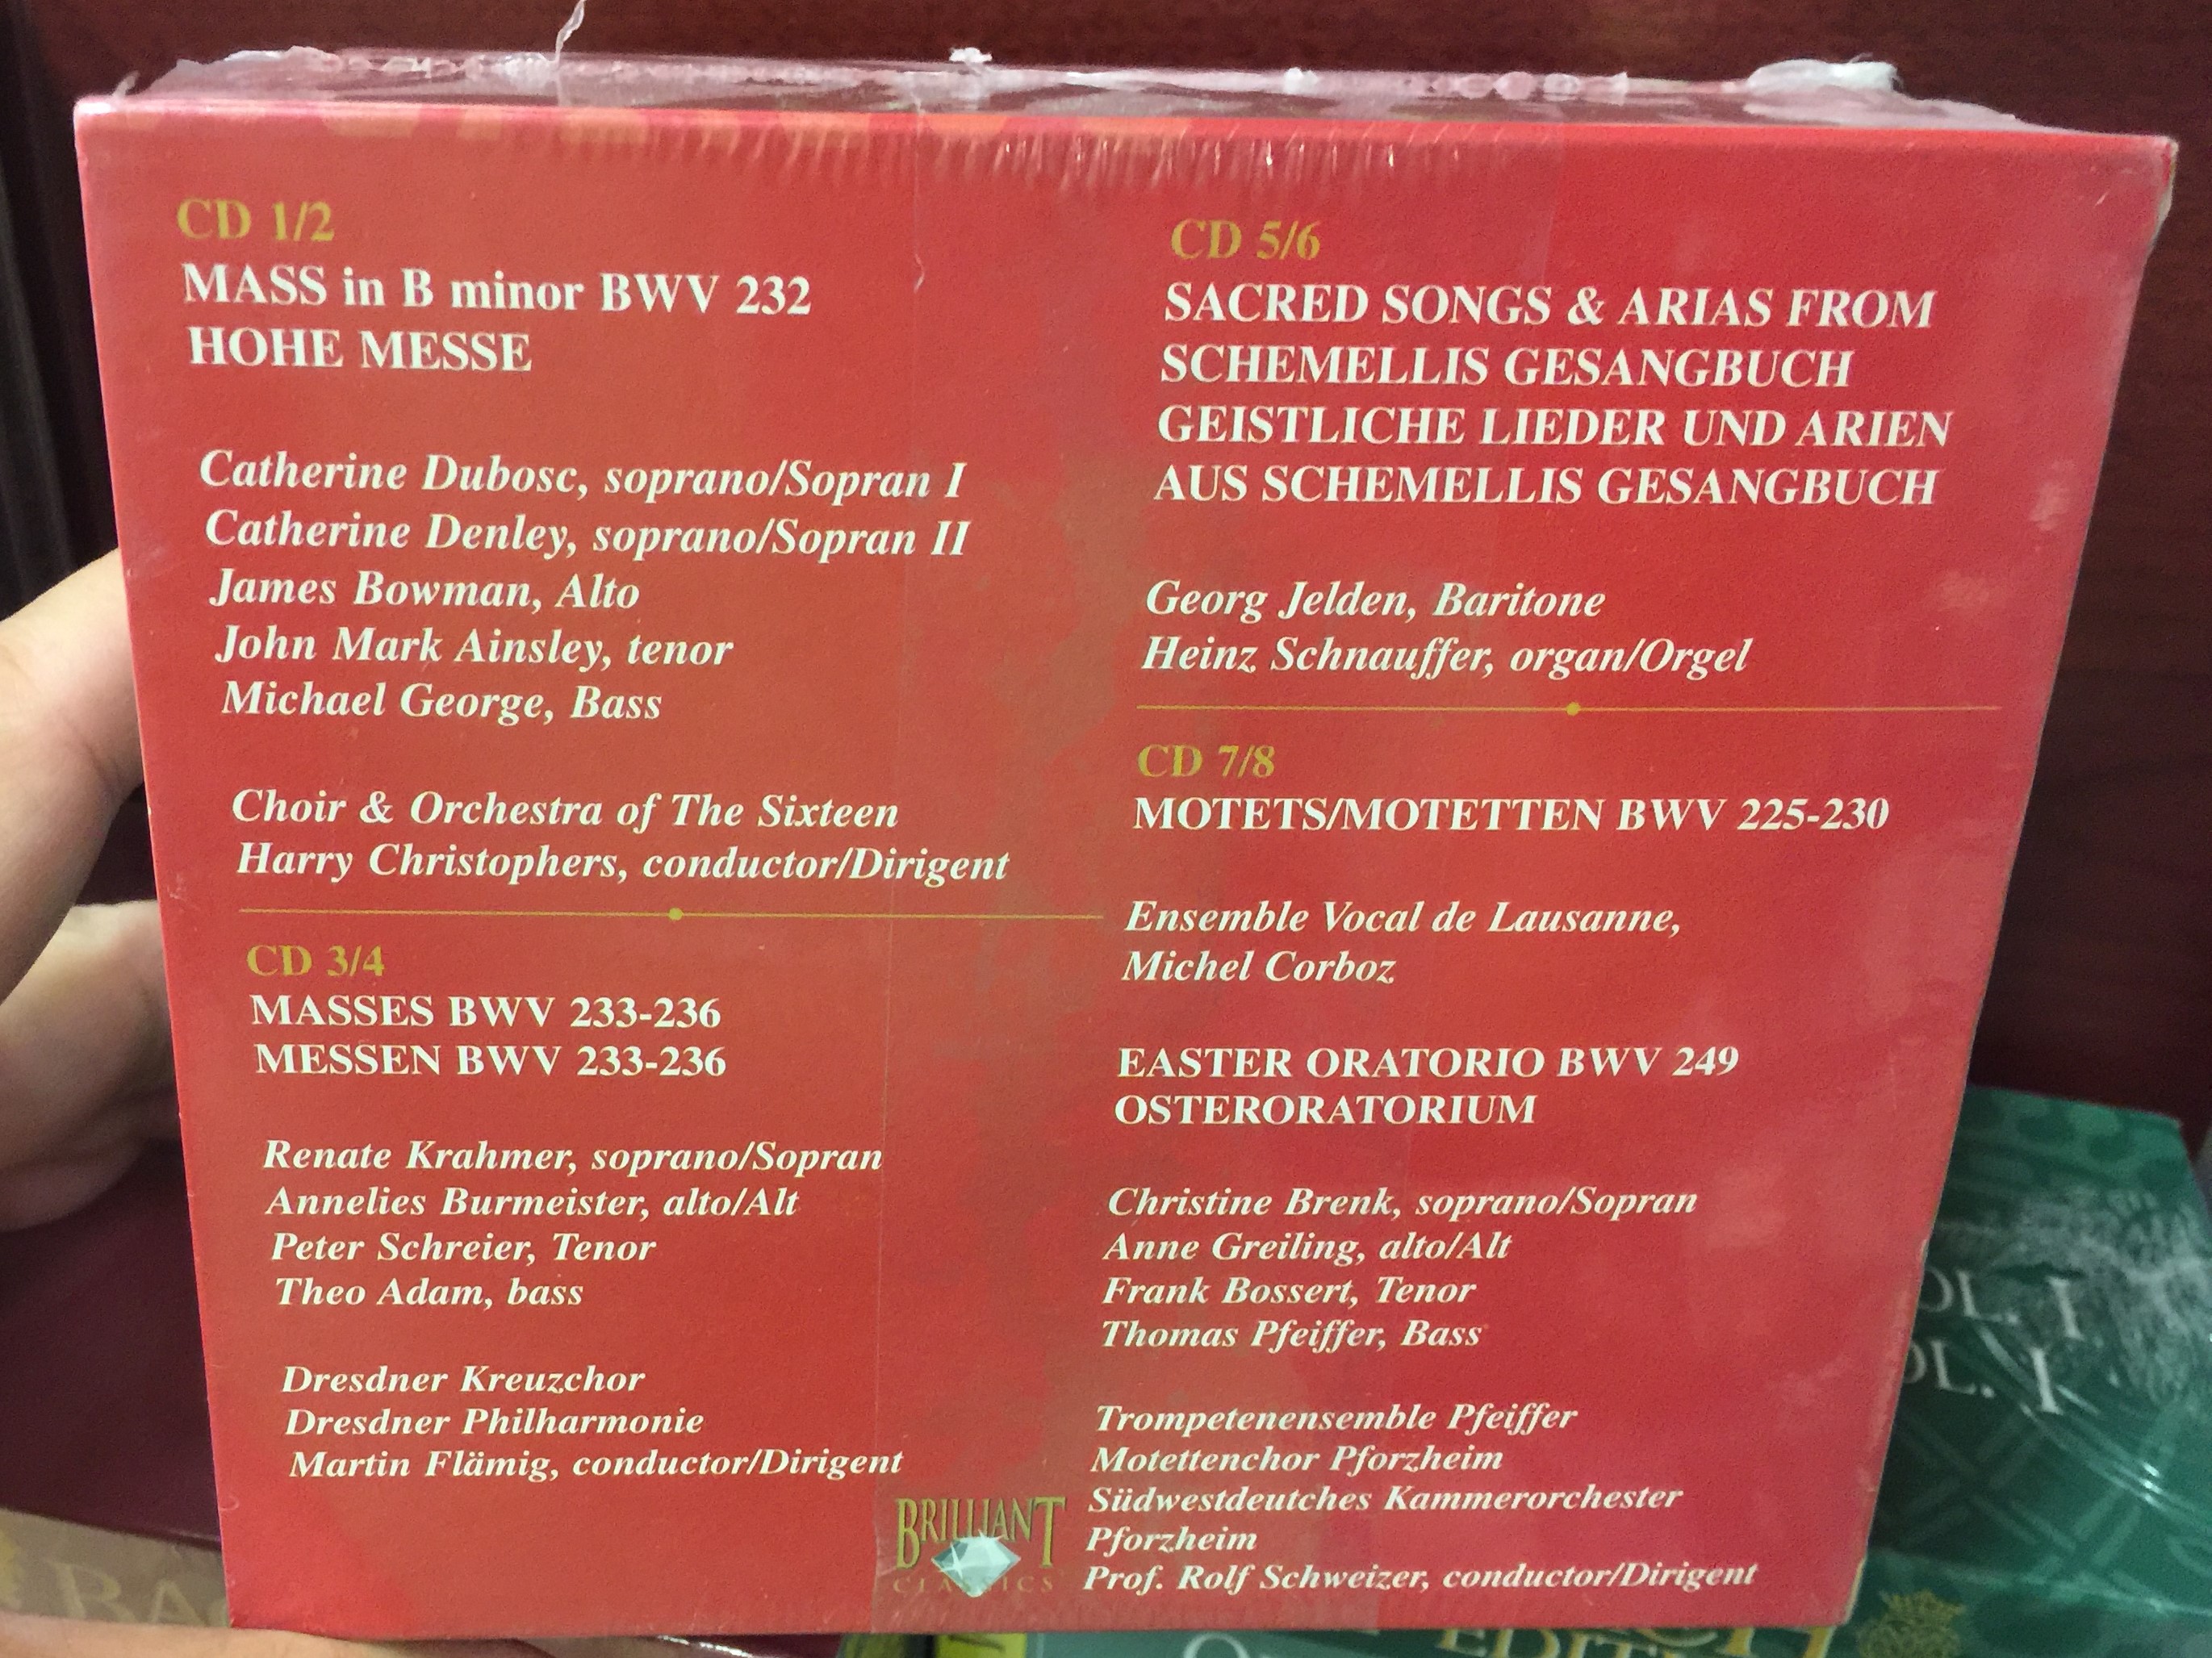 CD 1/2
MASS in B minor BWV 232
HOHE MESSE
Catherine Dubosc, soprano/Sopran I
Catherine Denley, soprano/Sopran II
James Bowman, Alto
John Mark Ainsley, tenor
Michael George, Bass
Choir & Orchestra of The Sixteen
Harry Christophers, conductor/Dirigent
CD 3/4
MASSES BWV 233-236
MESSEN BWV 233-236
Renate Krahmer, soprano/Sopran
Annelies Burmeister, alto/Alt
Peter Schreier, Tenor
Theo Adam, bass
Dresdner Kreuzchor
Dresdner Philharmonie
Martin Flämig, conductor/Dirigent
CD 5/6
SACRED SONGS & ARIAS FROM
SCHEMELLIS GESANGBUCH
GEISTLICHE LIEDER UND ARIEN
AUS SCHEMELLIS GESANGBUCH
Georg Jelden, Baritone
Heinz Schnauffer, organ/Orgel
CD 7/8
MOTETS/MOTETTEN BWV 225-230
Ensemble Vocal de Lausanne,
Michel Corboz
EASTER ORATORIO BWV 249
OSTERORATORIUM
Christine Brenk, soprano/Sopran
Anne Greiling, alto/Alt
Frank Bossert, Tenor
Thomas Pfeiffer, Bass
Trompetenensemble Pfeiffer
Motettenchor Pforzheim
Südwestdeutches Kammerorchester
Pforzheim
Prof. Rolf Schweizer, conductor/Dirigent
BRILLIANT
CLASSICS